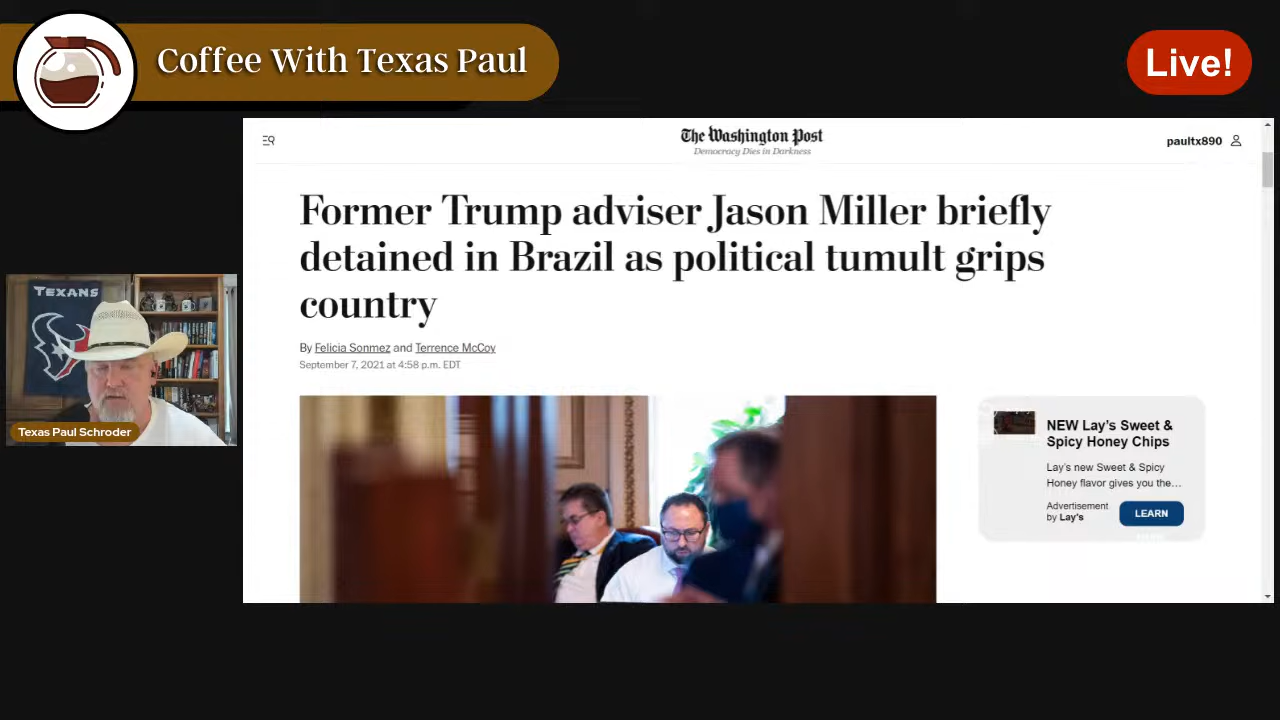 Coffee With Texas Paul
Live!
The Washington Post
Democracy Dies in Darkness
paultx890
Former Trump adviser Jason Miller briefly
detained in Brazil as political tumult grips
country
By Felicia Sonmez and Terrence McCoy
September 7, 2021 at 4:58 p.m. EDT
TEXANS
Texas Paul Schroder
NEW Lay's Sweet &
Spicy Honey Chips
Lay's new Sweet & Spicy
Honey flavor gives you the...
Advertisement
by Lay's
LEARN